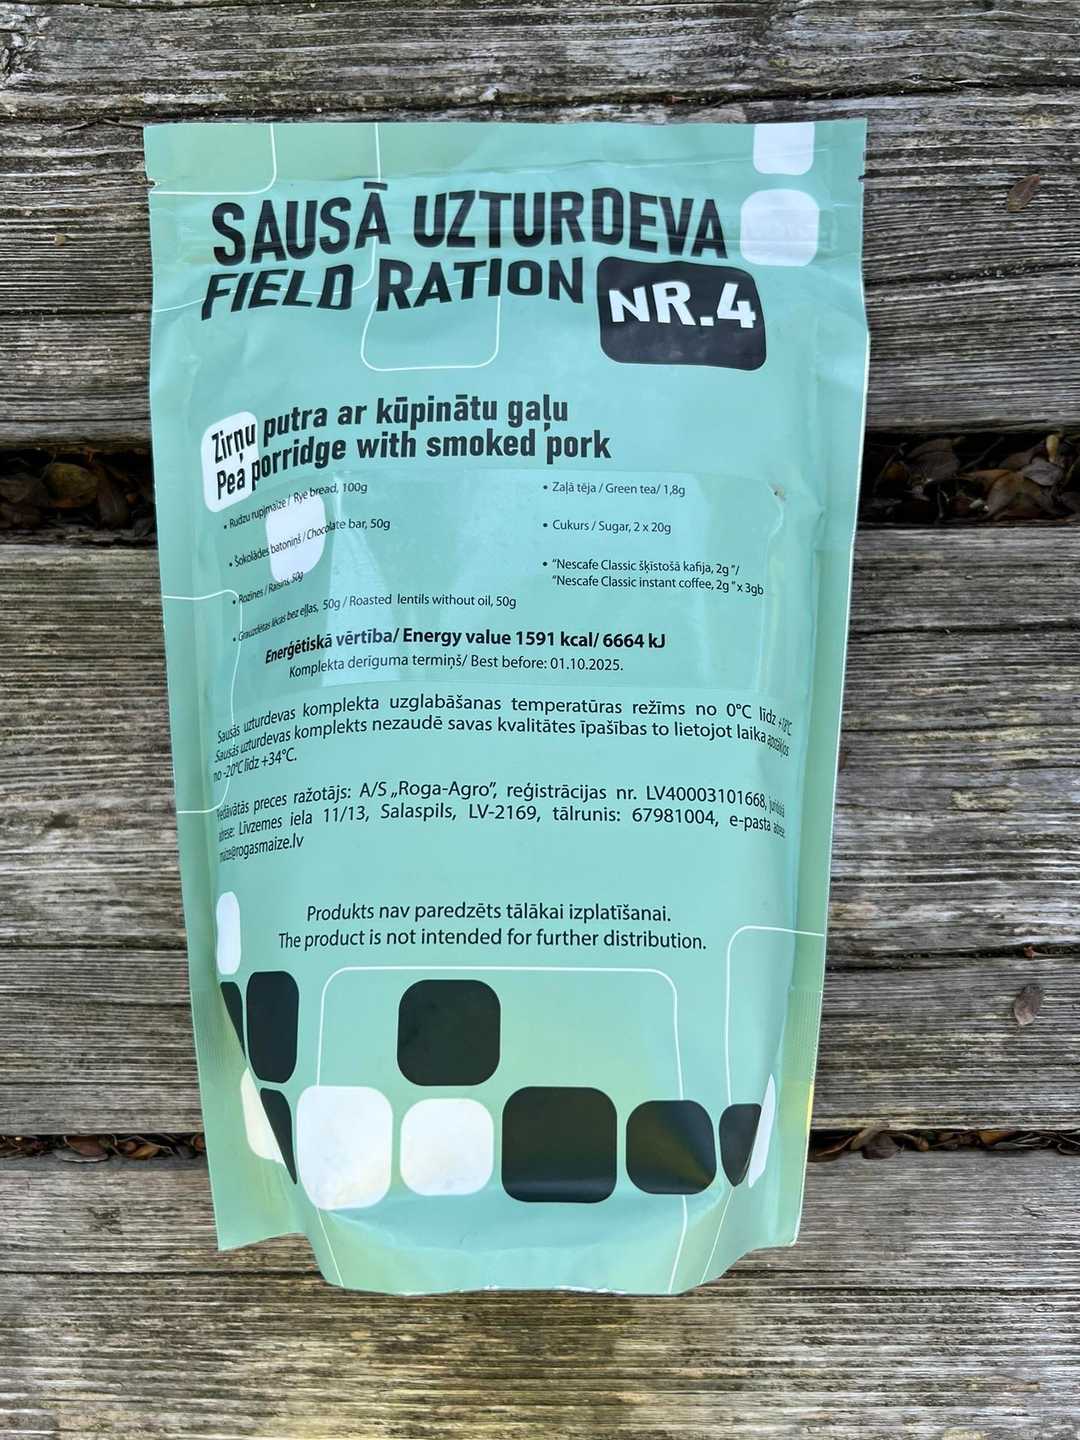 SAUSĀ UZTURDEVA
FIELD RATION NR.4
Zirņu putra ar kūpinātu gaļu
Pea porridge with smoked pork
• Rudzu rupjmaize / Rye bread, 100g
• Šokolādes batoniņš / Chocolate bar, 50g
• Rozīnes / Raisins, 50g
• Grauzdētas lēcas bez eļļas, 50g / Roasted lentils without oil, 50g
• Zaļā tēja / Green tea/ 1,8g
• Cukurs / Sugar, 2 x 20g
• “Nescafe Classic šķīstošā kafija, 2g ”/
“Nescafe Classic instant coffee, 2g ” x 3gb
Enerģētiskā vērtība/ Energy value 1591 kcal/ 6664 kJ
Komplekta derīguma termiņš/ Best before: 01.10.2025.
Sausās uzturdevas komplekta uzglabāšanas temperatūras režīms no 0°C līdz +18°C
Sausās uzturdevas komplekts nezaudē savas kvalitātes īpašības to lietojot laika apstākļos
no -20°C līdz +34°C.
Piedāvātās preces ražotājs: A/S „Roga-Agro”, reģistrācijas nr. LV40003101668, juridiskā
adrese: Līvzemes iela 11/13, Salaspils, LV-2169, tālrunis: 67981004, e-pasta adrese:
maize@rogasmaize.lv
Produkts nav paredzēts tālākai izplatīšanai.
The product is not intended for further distribution.